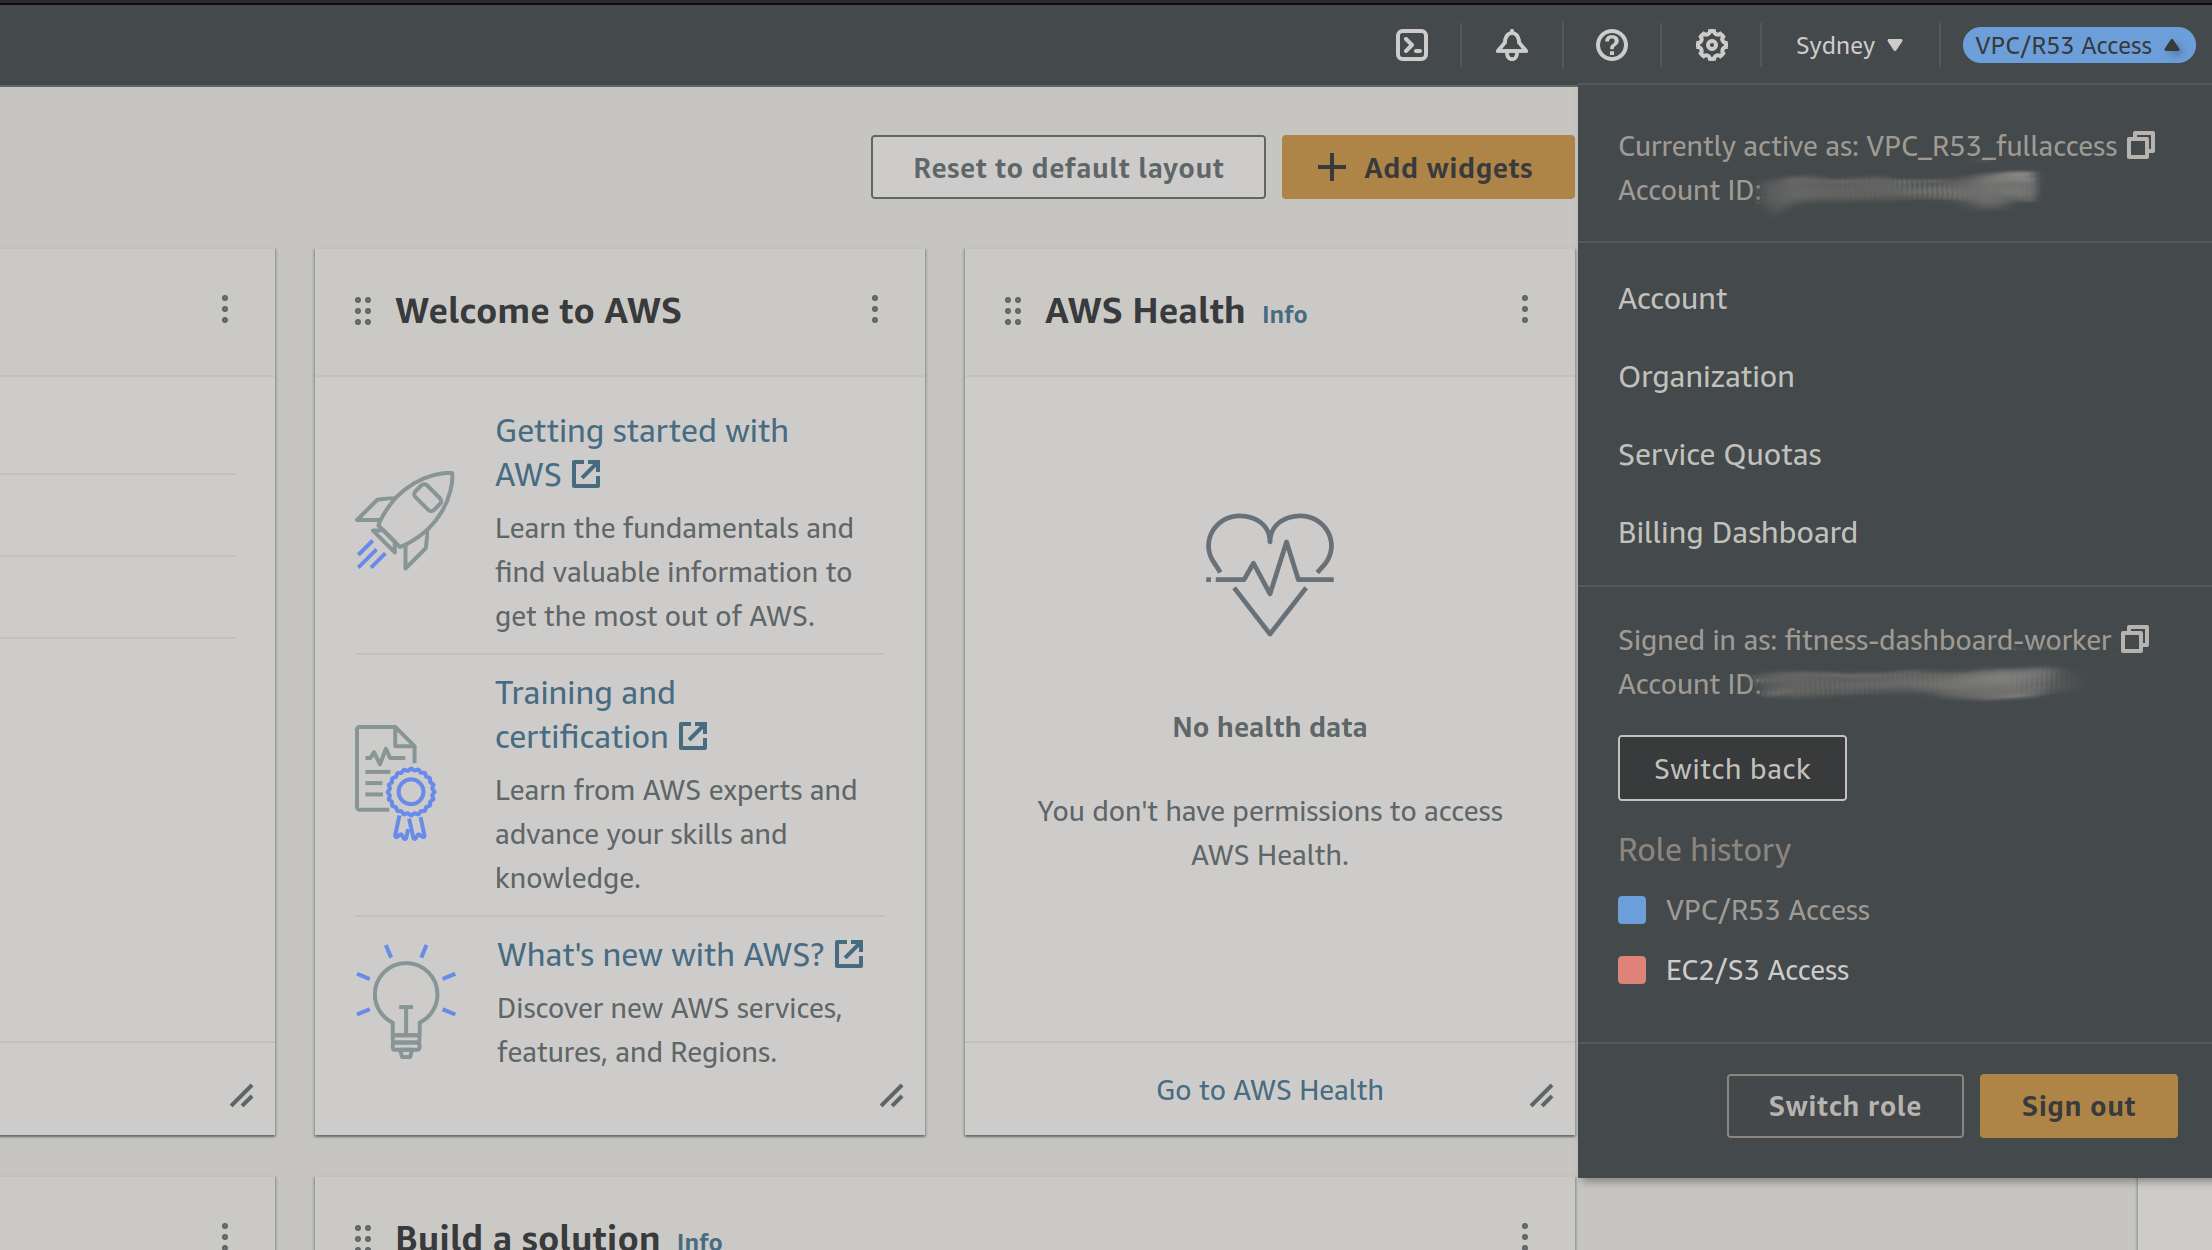 Sydney
VPC/R53 Access
Reset to default layout
Add widgets
Currently active as: VPC_R53_fullaccess
Account ID:
Account
Organization
Service Quotas
Billing Dashboard
Signed in as: fitness-dashboard-worker
Account ID:
Switch back
Role history
VPC/R53 Access
EC2/S3 Access
Switch role
Sign out
Welcome to AWS
Getting started with
AWS
Learn the fundamentals and
find valuable information to
get the most out of AWS.
Training and
certification
Learn from AWS experts and
advance your skills and
knowledge.
What's new with AWS?
Discover new AWS services,
features, and Regions.
AWS Health Info
No health data
You don't have permissions to access
AWS Health.
Go to AWS Health
Build a solution Info